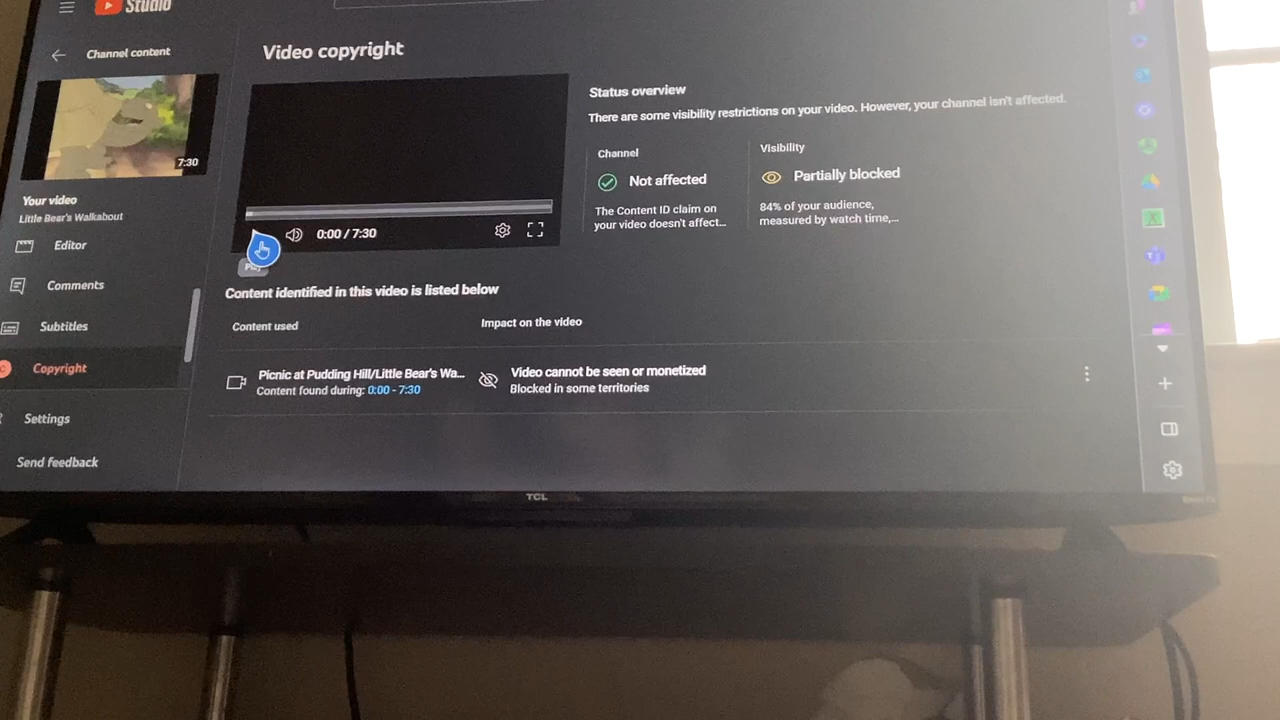 Studio
Channel content
7:30
Your video
Little Bear's Walkabout
Editor
Comments
Subtitles
Copyright
Settings
Send feedback
Video copyright
0:00 / 7:30
Content identified in this video is listed below
Content used
Impact on the video
Picnic at Pudding Hill/Little Bear's Wa...
Content found during: 0:00 - 7:30
Video cannot be seen or monetized
Blocked in some territories
Status overview
There are some visibility restrictions on your video. However, your channel isn't affected.
Channel
Not affected
The Content ID claim on
your video doesn't affect...
Visibility
Partially blocked
84% of your audience,
measured by watch time,...
TCL